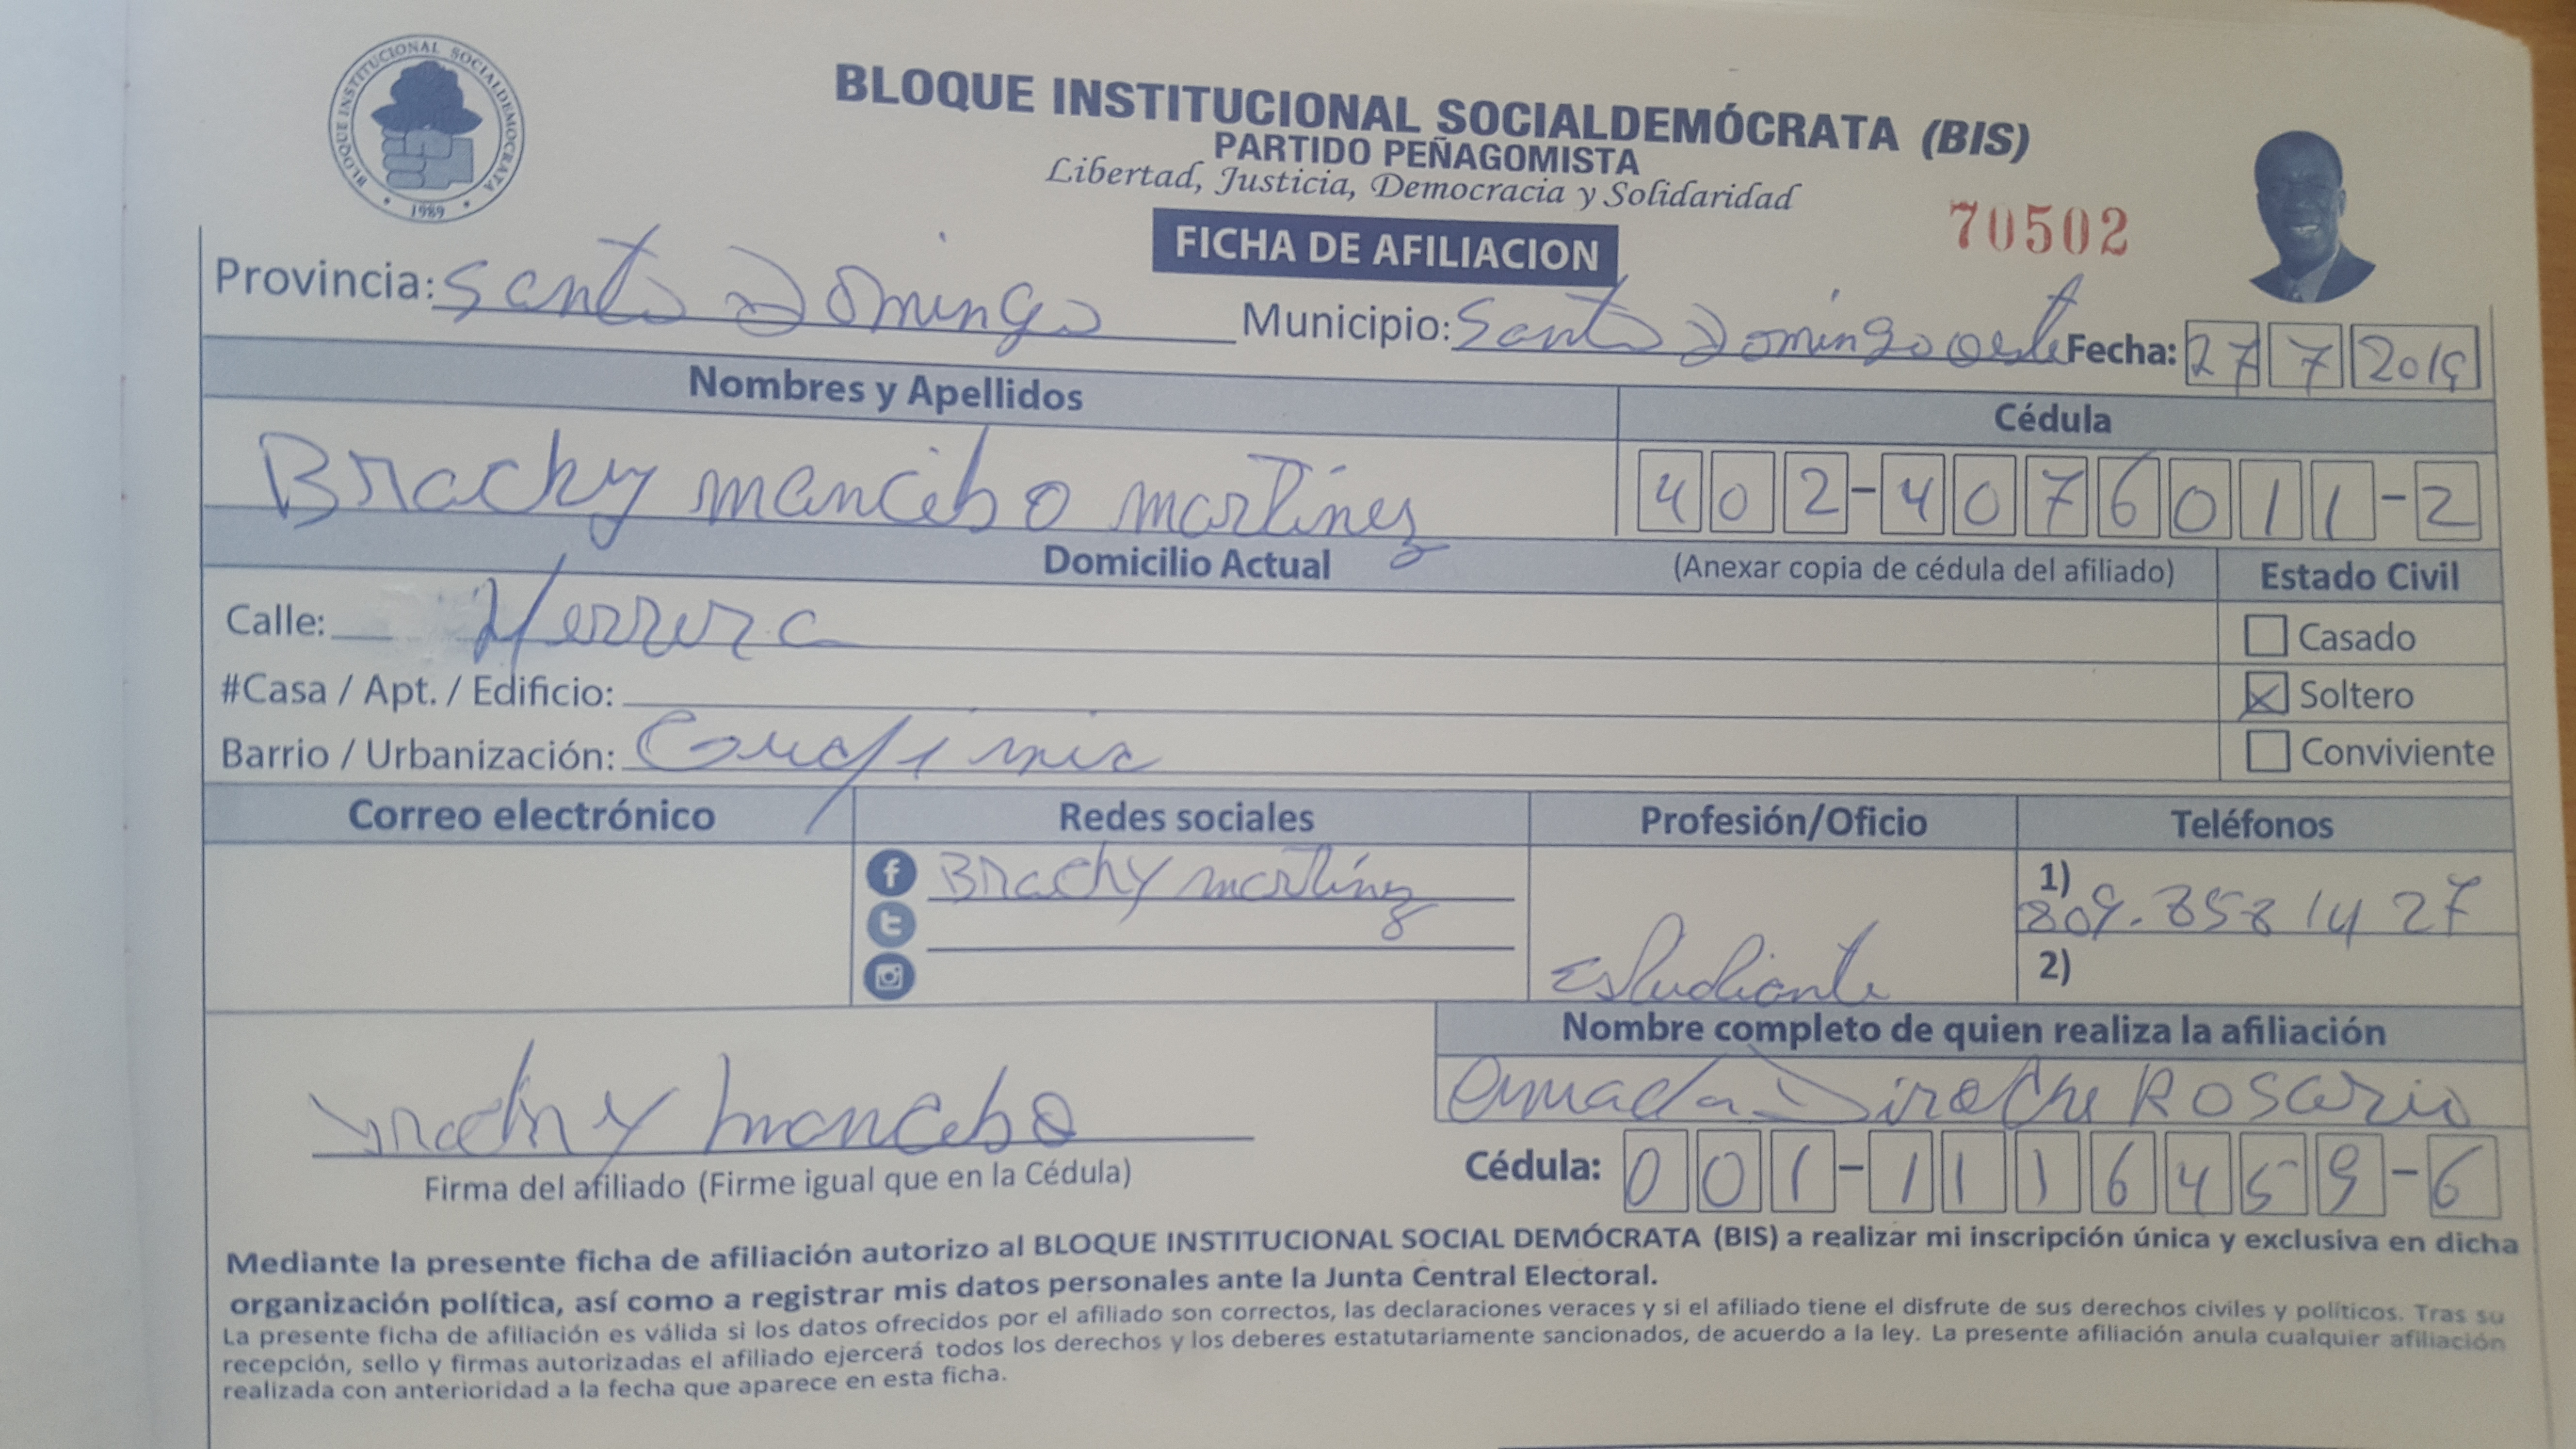 BLOQUE INSTITUCIONAL SOCIALDEMOCRATA
1989
BLOQUE INSTITUCIONAL SOCIALDEMÓCRATA (BIS)
PARTIDO PEÑAGOMISTA
Libertad, Justicia, Democracia y Solidaridad
FICHA DE AFILIACION
70502
Provincia: Santo Domingo Municipio: Santo Domingo oeste Fecha: 27 7 2019
Nombres y Apellidos
Cédula
Bracky mancebo martinez
402-4076011-2
Domicilio Actual
(Anexar copia de cédula del afiliado)
Estado Civil
Calle: Herrera
Casado
#Casa / Apt. / Edificio:
Soltero
Barrio / Urbanización:
Conviviente
Correo electrónico
Redes sociales
Profesión/Oficio
Teléfonos
Brachy martinez
1)
809. 858 1427
Estudiante
2)
Nombre completo de quien realiza la afiliación
mancebo
Rosario
Firma del afiliado (Firme igual que en la Cédula)
Cédula: 001-1116459-6
Mediante la presente ficha de afiliación autorizo al BLOQUE INSTITUCIONAL SOCIAL DEMÓCRATA (BIS) a realizar mi inscripción única y exclusiva en dicha
organización política, así como a registrar mis datos personales ante la Junta Central Electoral.
La presente ficha de afiliación es válida si los datos ofrecidos por el afiliado son correctos, las declaraciones veraces y si el afiliado tiene el disfrute de sus derechos civiles y políticos. Tras su
recepción, sello y firmas autorizadas el afiliado ejercerá todos los derechos y los deberes estatutariamente sancionados, de acuerdo a la ley. La presente afiliación anula cualquier afiliación
realizada con anterioridad a la fecha que aparece en esta ficha.